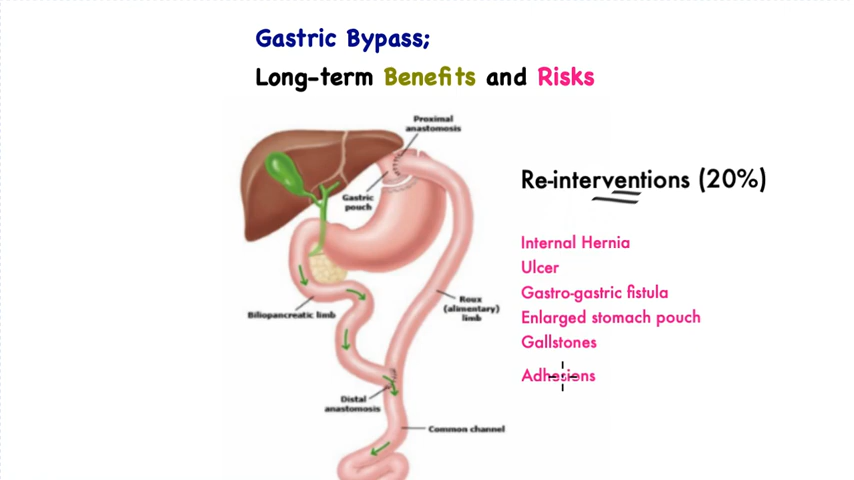 Gastric Bypass;
Long-term Benefits and Risks
Proximal
anastomosis
Gastric
pouch
Biliopancreatic limb
Roux
(alimentary)
limb
Distal
anastomosis
Common channel
Re-interventions (20%)
Internal Hernia
Ulcer
Gastro-gastric fistula
Enlarged stomach pouch
Gallstones
Adhesions